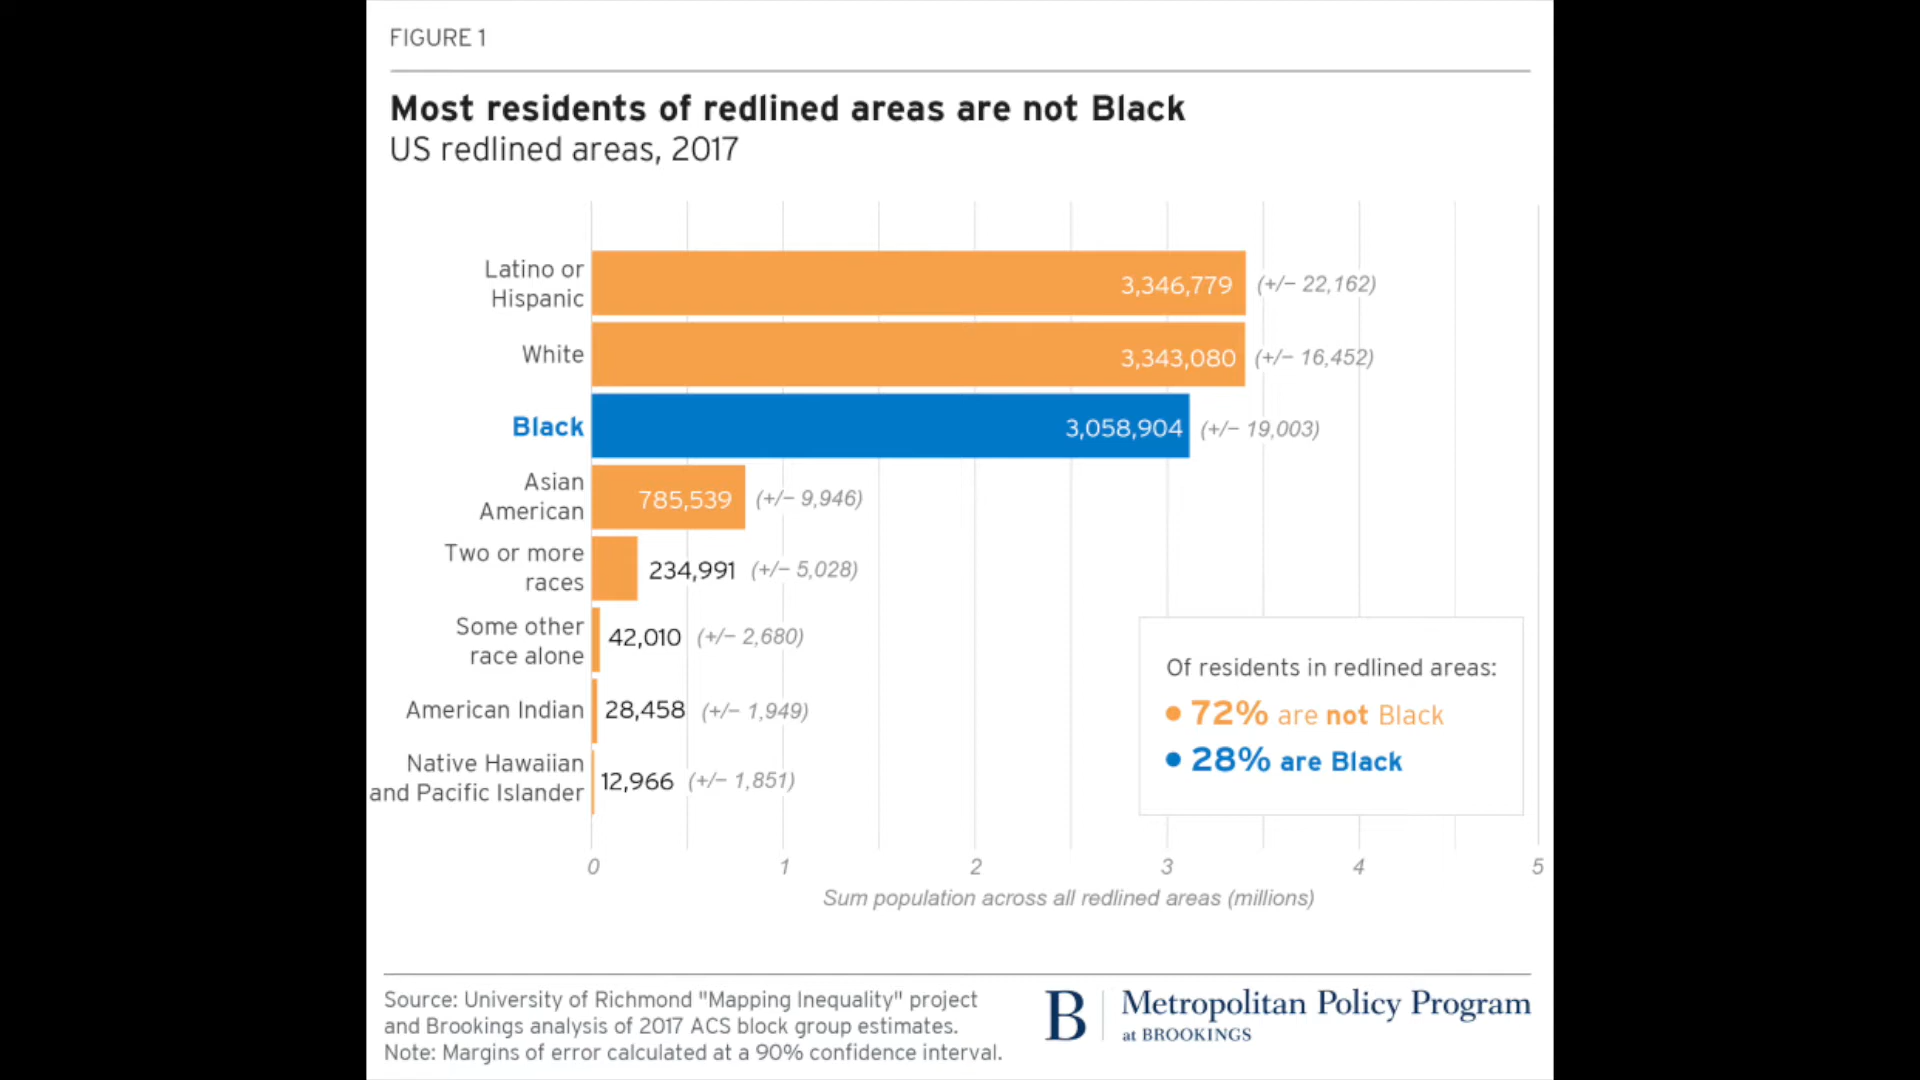 FIGURE 1
Most residents of redlined areas are not Black
US redlined areas, 2017
Latino or
Hispanic
3,346,779 (+/− 22,162)
White 3,343,080 (+/− 16,452)
Black 3,058,904 (+/− 19,003)
Asian
American
785,539 (+/− 9,946)
Two or more
races
234,991 (+/− 5,028)
Some other
race alone
42,010 (+/− 2,680)
American Indian 28,458 (+/− 1,949)
Native Hawaiian
and Pacific Islander
12,966 (+/− 1,851)
Of residents in redlined areas:
• 72% are not Black
• 28% are Black
0 1 2 3 4 5
Sum population across all redlined areas (millions)
Source: University of Richmond "Mapping Inequality" project
and Brookings analysis of 2017 ACS block group estimates.
Note: Margins of error calculated at a 90% confidence interval.
B
Metropolitan Policy Program
at BROOKINGS